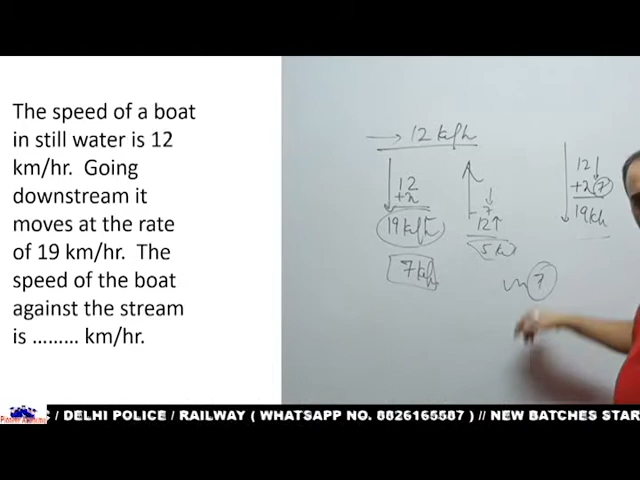 The speed of a boat
in still water is 12
km/hr. Going
downstream it
moves at the rate
of 19 km/hr. The
speed of the boat
against the stream
is ......... km/hr.
12 km/h
12
+x
19 km/h
7 km/h
7
12
5 km
12
+x 7
19 km
7
C / DELHI POLICE / RAILWAY ( WHATSAPP NO. 8826165587 ) // NEW BATCHES STAR